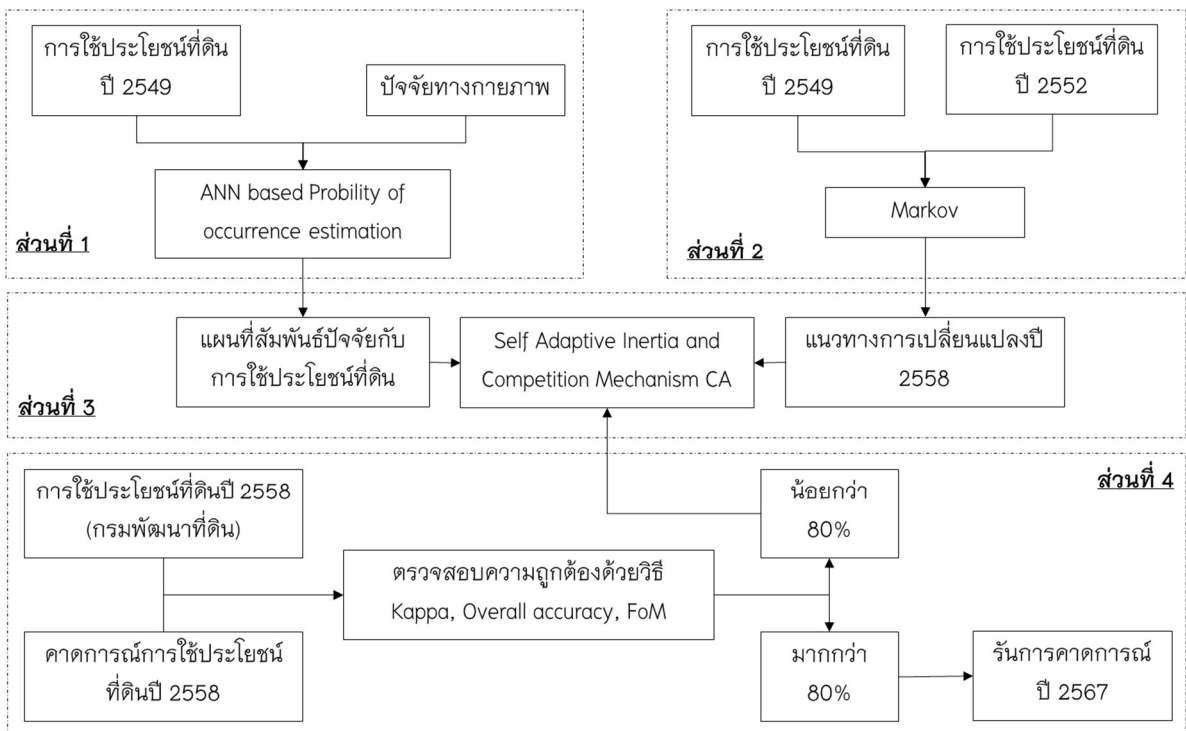 การใช้ประโยชน์ที่ดิน
ปี 2549
ปัจจัยทางกายภาพ
ANN based Probility of
occurrence estimation
ส่วนที่ 1
การใช้ประโยชน์ที่ดิน
ปี 2549
การใช้ประโยชน์ที่ดิน
ปี 2552
Markov
ส่วนที่ 2
แผนที่สัมพันธ์ปัจจัยกับ
การใช้ประโยชน์ที่ดิน
Self Adaptive Inertia and
Competition Mechanism CA
แนวทางการเปลี่ยนแปลงปี
2558
ส่วนที่ 3
การใช้ประโยชน์ที่ดินปี 2558
(กรมพัฒนาที่ดิน)
คาดการณ์การใช้ประโยชน์
ที่ดินปี 2558
ตรวจสอบความถูกต้องด้วยวิธี
Kappa, Overall accuracy, FoM
น้อยกว่า
80%
มากกว่า
80%
รันการคาดการณ์
ปี 2567
ส่วนที่ 4